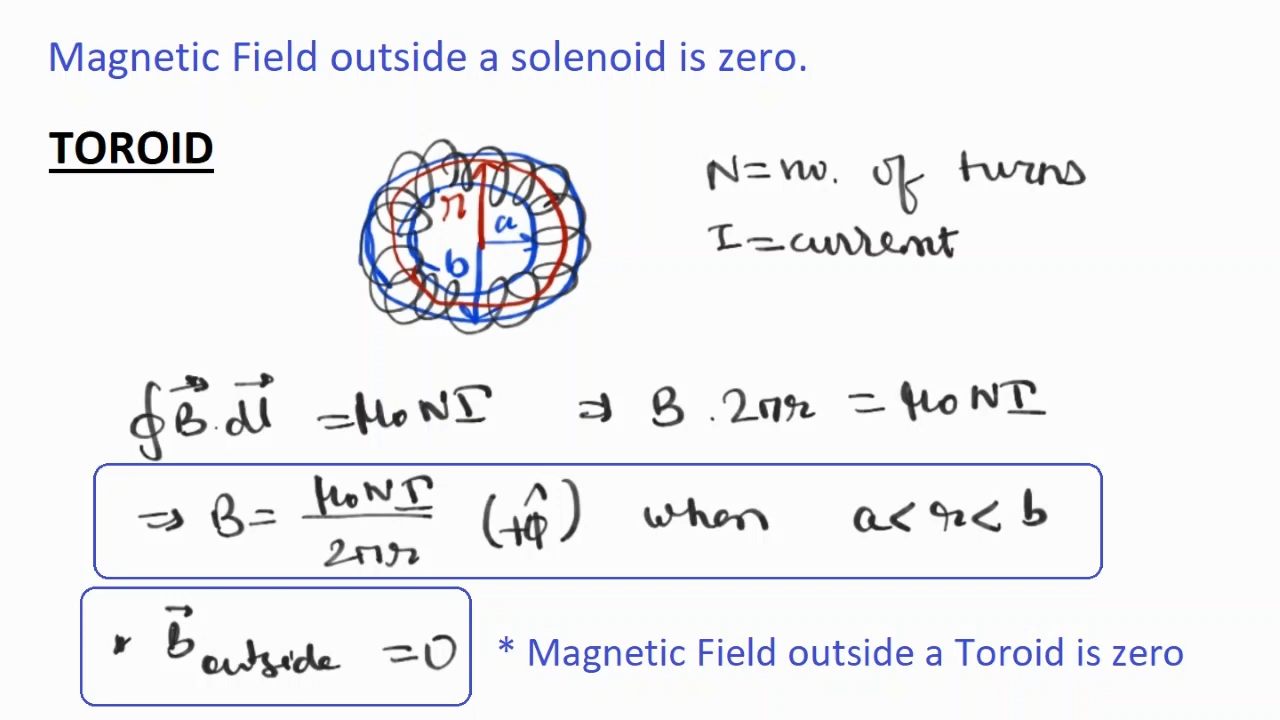 Magnetic Field outside a solenoid is zero.
TOROID
r
a
b
N = no. of turns
I = current
∮B⃗.dl⃗ = μ₀NI ⇒ B . 2πr = μ₀NI
⇒ B = μ₀NI / 2πr (+φ̂) when a < r < b
* B⃗ outside = 0
* Magnetic Field outside a Toroid is zero